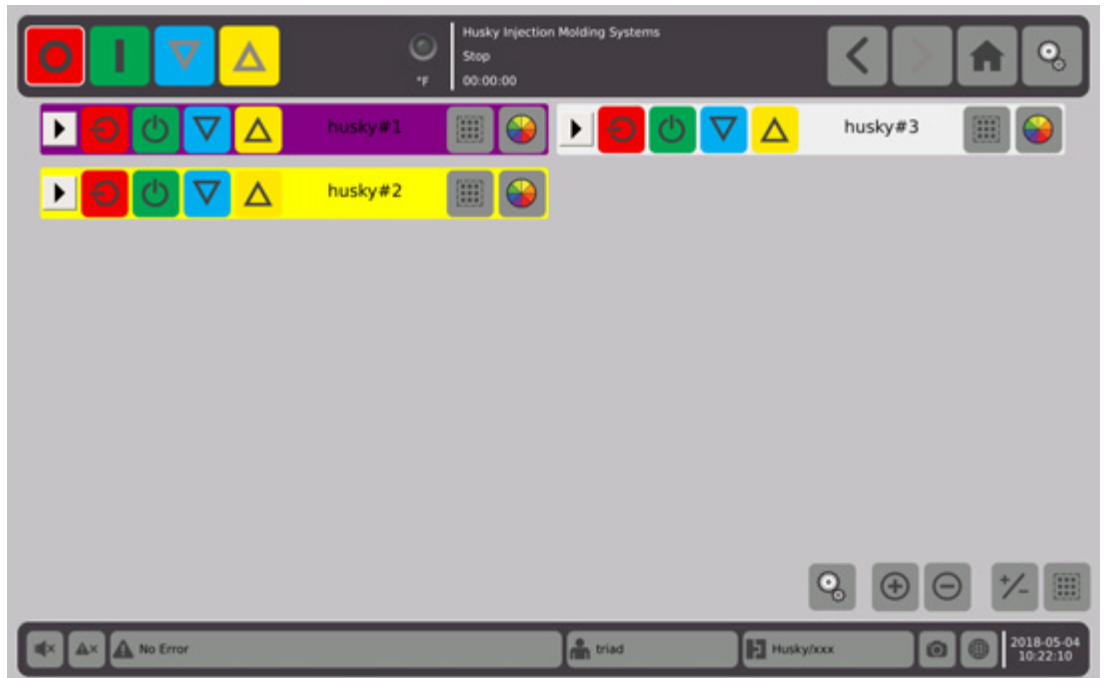 Husky Injection Molding Systems
Stop
°F
00:00:00
husky#1
husky#3
husky#2
No Error
triad
Husky/xxx
2018-05-04
10:22:10